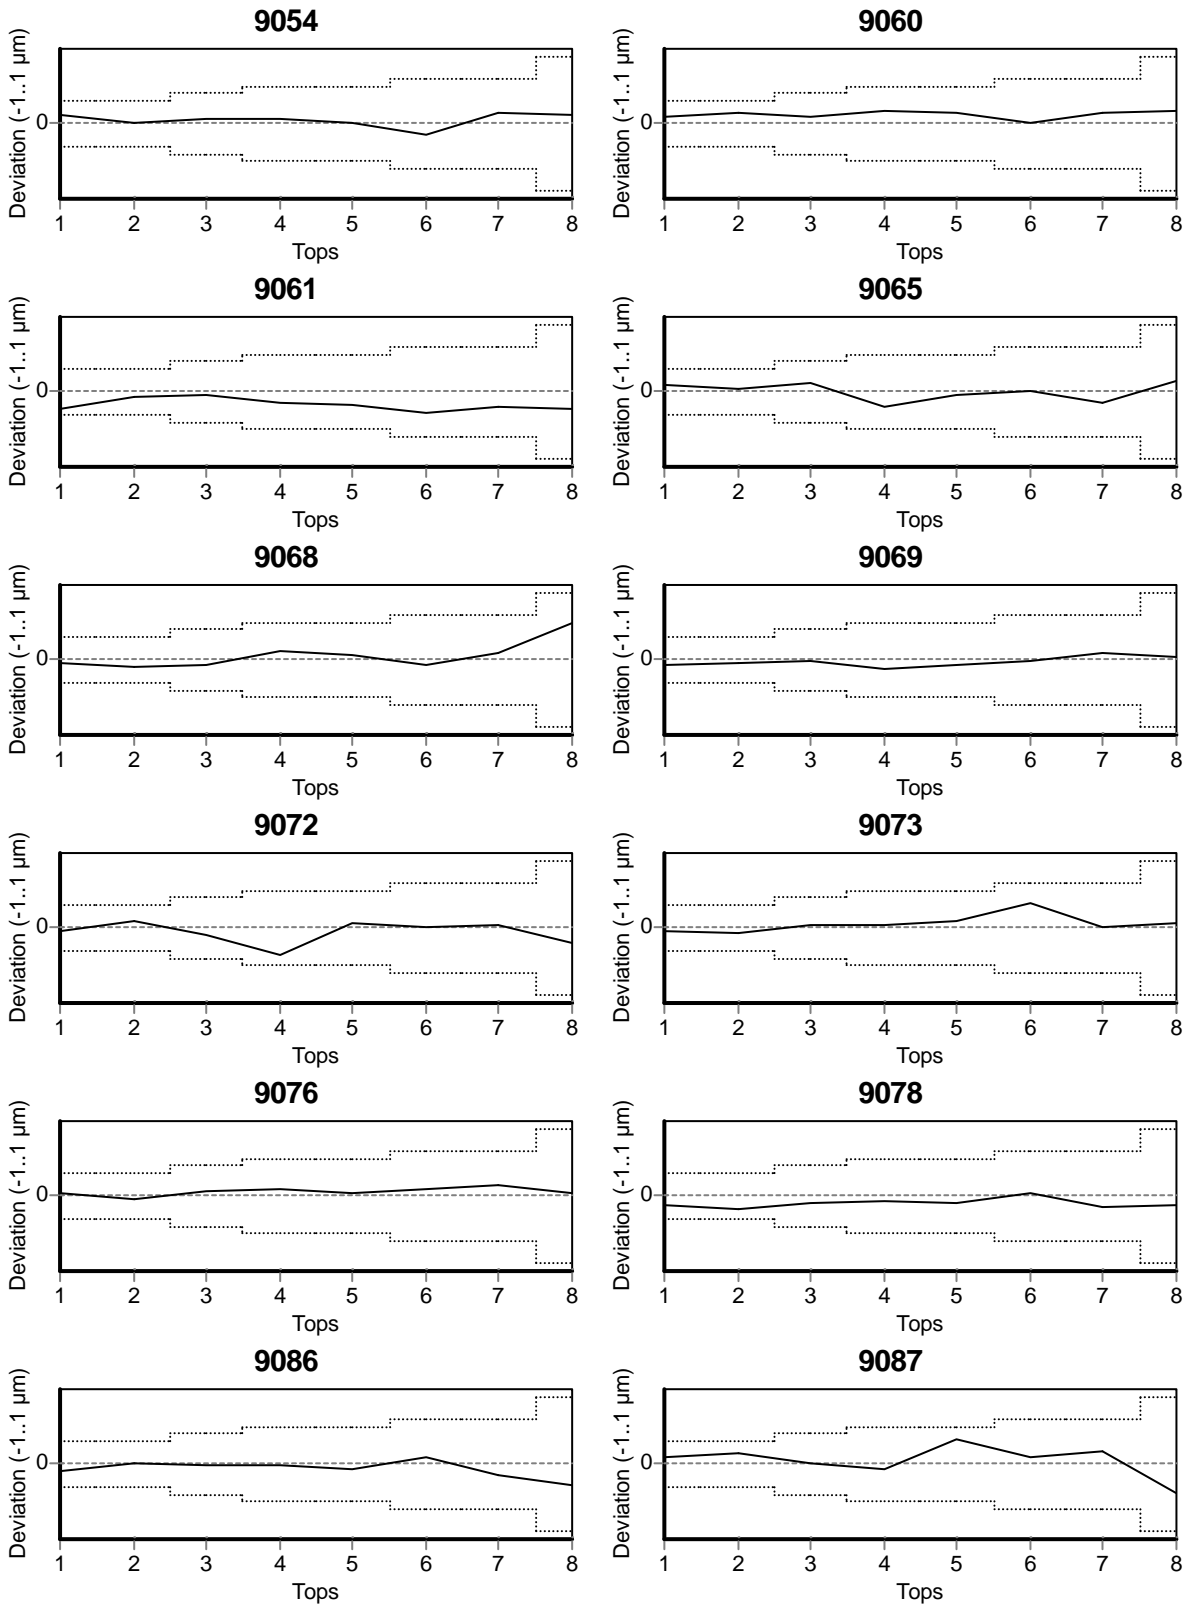 9054
Deviation (-1..1 µm)
0
1 2 3 4 5 6 7 8
Tops
9060
Deviation (-1..1 µm)
0
1 2 3 4 5 6 7 8
Tops
9061
Deviation (-1..1 µm)
0
1 2 3 4 5 6 7 8
Tops
9065
Deviation (-1..1 µm)
0
1 2 3 4 5 6 7 8
Tops
9068
Deviation (-1..1 µm)
0
1 2 3 4 5 6 7 8
Tops
9069
Deviation (-1..1 µm)
0
1 2 3 4 5 6 7 8
Tops
9072
Deviation (-1..1 µm)
0
1 2 3 4 5 6 7 8
Tops
9073
Deviation (-1..1 µm)
0
1 2 3 4 5 6 7 8
Tops
9076
Deviation (-1..1 µm)
0
1 2 3 4 5 6 7 8
Tops
9078
Deviation (-1..1 µm)
0
1 2 3 4 5 6 7 8
Tops
9086
Deviation (-1..1 µm)
0
1 2 3 4 5 6 7 8
Tops
9087
Deviation (-1..1 µm)
0
1 2 3 4 5 6 7 8
Tops